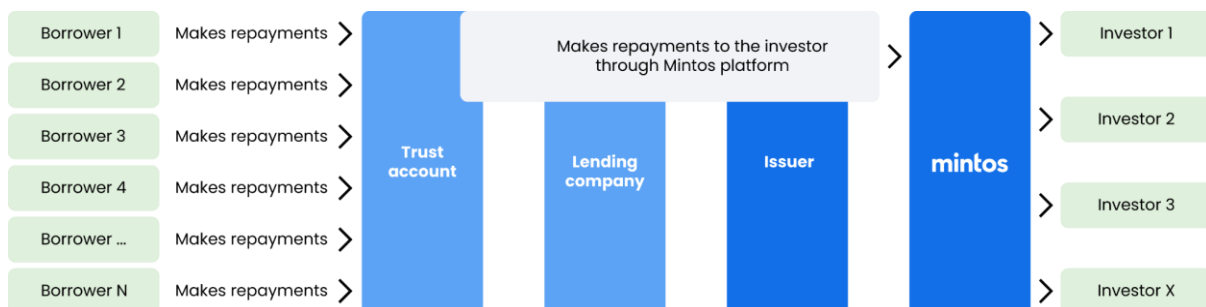 Borrower 1
Makes repayments
Borrower 2
Makes repayments
Borrower 3
Makes repayments
Borrower 4
Makes repayments
Borrower ...
Makes repayments
Borrower N
Makes repayments
Trust
account
Makes repayments to the investor
through Mintos platform
Lending
company
Issuer
mintos
Investor 1
Investor 2
Investor 3
Investor X